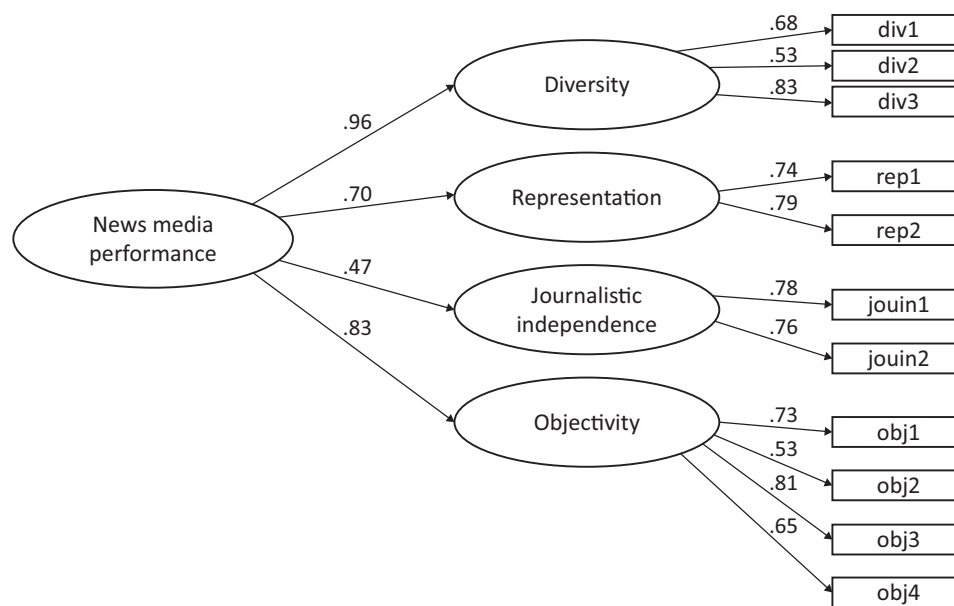 .68
div1
.53
div2
.83
div3
Diversity
.96
.74
rep1
.79
rep2
Representation
.70
News media
performance
.47
.78
jouin1
Journalistic
independence
.76
jouin2
.83
.73
obj1
Objectivity
.53
obj2
.81
obj3
.65
obj4